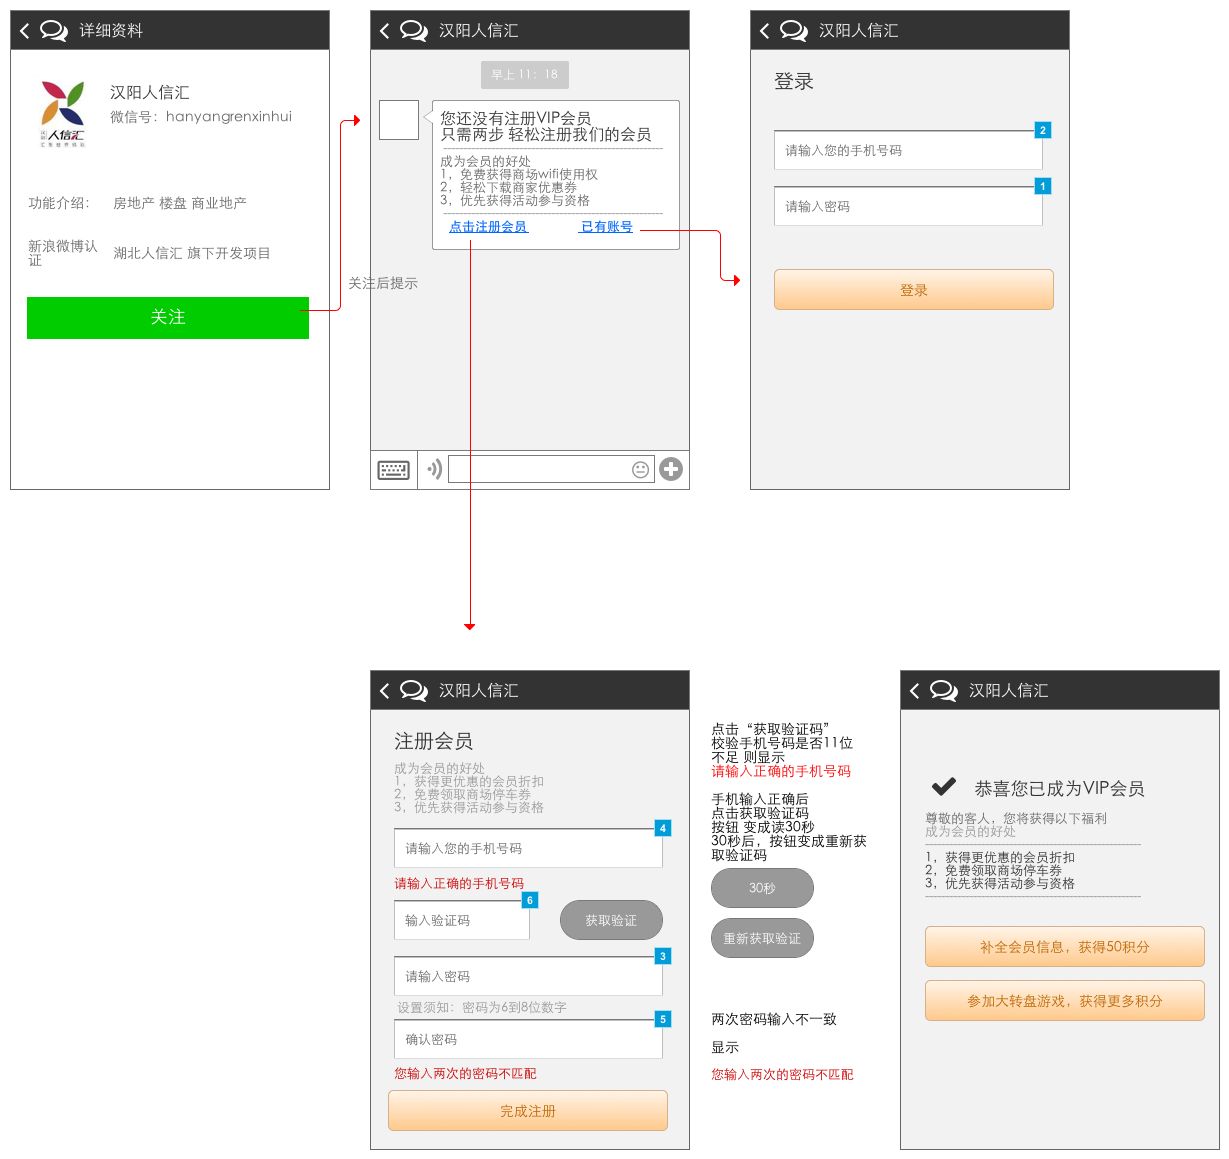 详细资料
汉阳人信汇
微信号：hanyangrenxinhui
人信汇
功能介绍：
房地产 楼盘 商业地产
新浪微博认
证
湖北人信汇 旗下开发项目
关注
关注后提示
汉阳人信汇
早上 11：18
您还没有注册VIP会员
只需两步 轻松注册我们的会员
成为会员的好处
1，免费获得商场wifi使用权
2，轻松下载商家优惠券
3，优先获得活动参与资格
点击注册会员
已有账号
汉阳人信汇
登录
2
请输入您的手机号码
1
请输入密码
登录
汉阳人信汇
注册会员
成为会员的好处
1，获得更优惠的会员折扣
2，免费领取商场停车券
3，优先获得活动参与资格
4
请输入您的手机号码
请输入正确的手机号码
6
输入验证码
获取验证
3
请输入密码
设置须知：密码为6到8位数字
5
确认密码
您输入两次的密码不匹配
完成注册
点击“获取验证码”
校验手机号码是否11位
不足 则显示
请输入正确的手机号码
手机输入正确后
点击获取验证码
按钮 变成读30秒
30秒后，按钮变成重新获
取验证码
30秒
重新获取验证
两次密码输入不一致
显示
您输入两次的密码不匹配
汉阳人信汇
恭喜您已成为VIP会员
尊敬的客人，您将获得以下福利
成为会员的好处
1，获得更优惠的会员折扣
2，免费领取商场停车券
3，优先获得活动参与资格
补全会员信息，获得50积分
参加大转盘游戏，获得更多积分